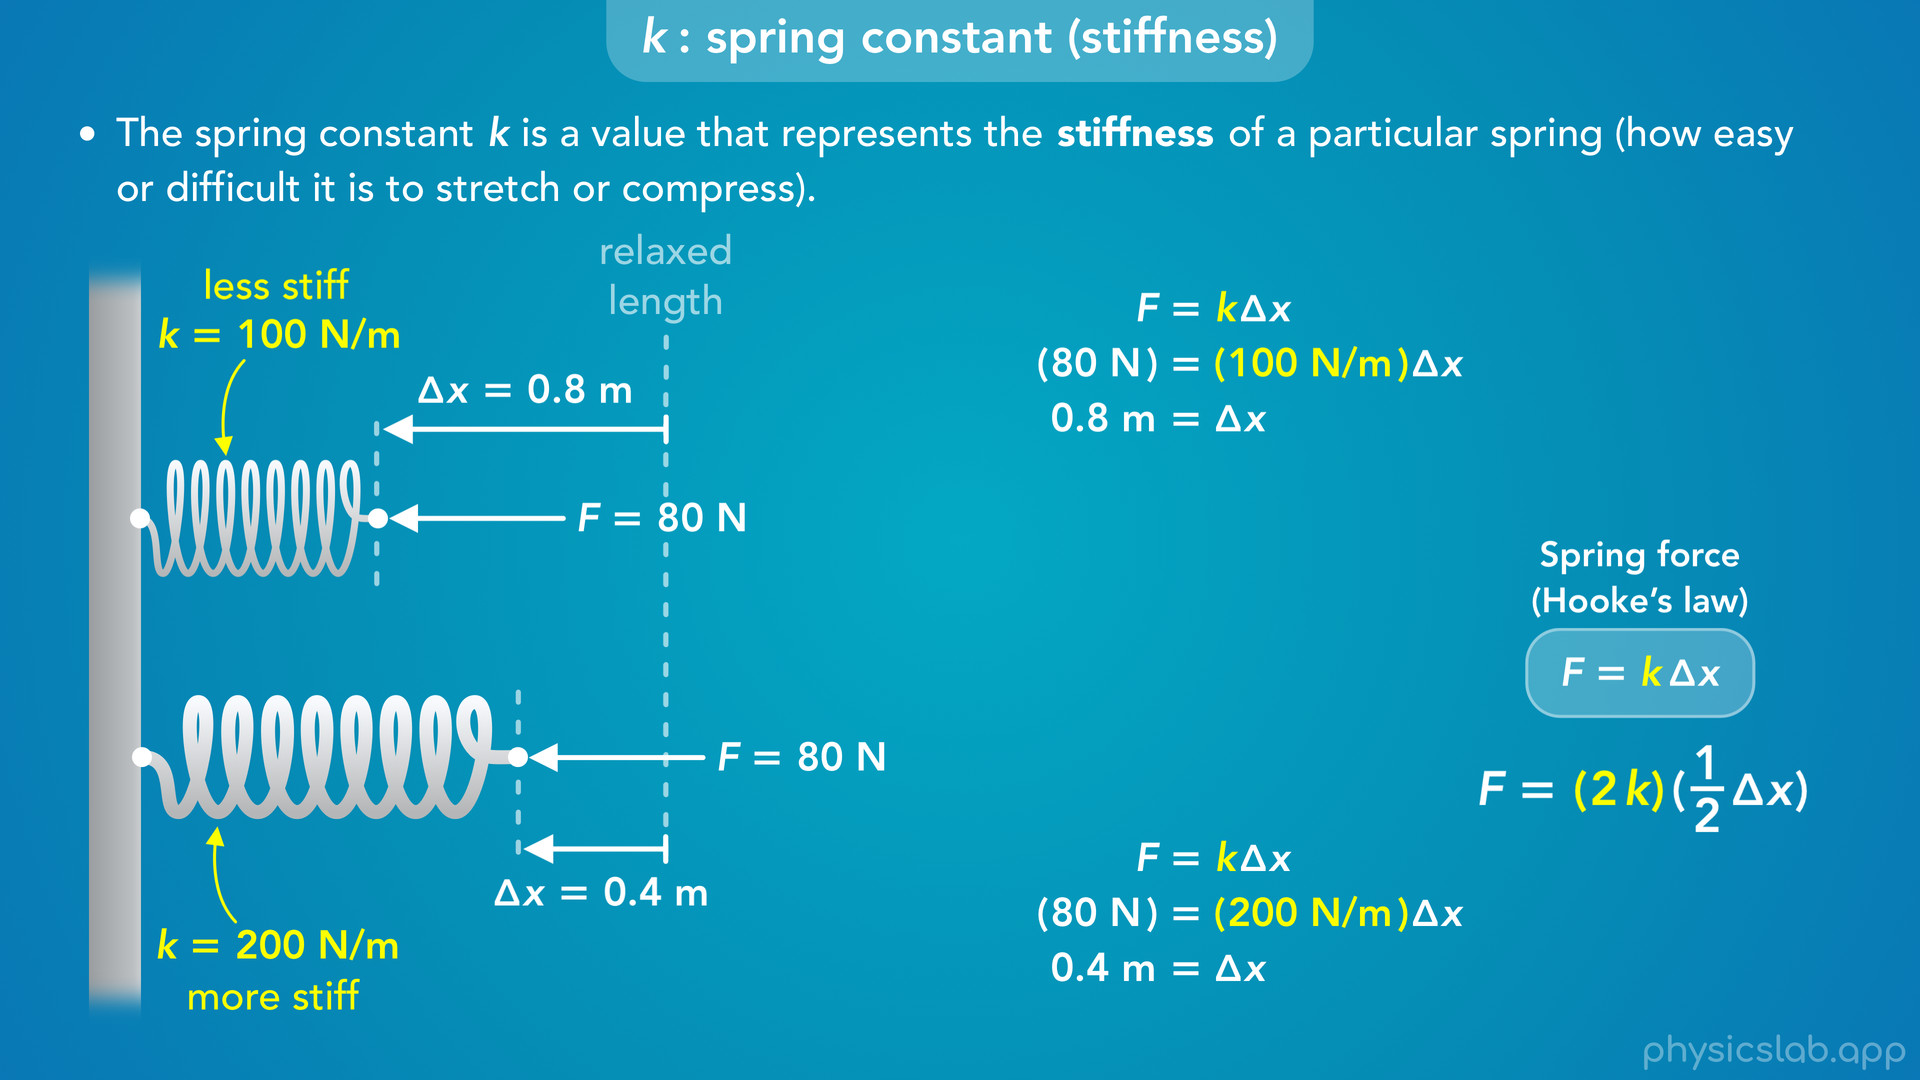 k : spring constant (stiffness)
• The spring constant k is a value that represents the stiffness of a particular spring (how easy
or difficult it is to stretch or compress).
relaxed
length
less stiff
k = 100 N/m
Δx = 0.8 m
F = 80 N
F = 80 N
Δx = 0.4 m
k = 200 N/m
more stiff
F = kΔx
(80 N) = (100 N/m)Δx
0.8 m = Δx
Spring force
(Hooke’s law)
F = kΔx
F = (2k)(1/2 Δx)
F = kΔx
(80 N) = (200 N/m)Δx
0.4 m = Δx
physicslab.app